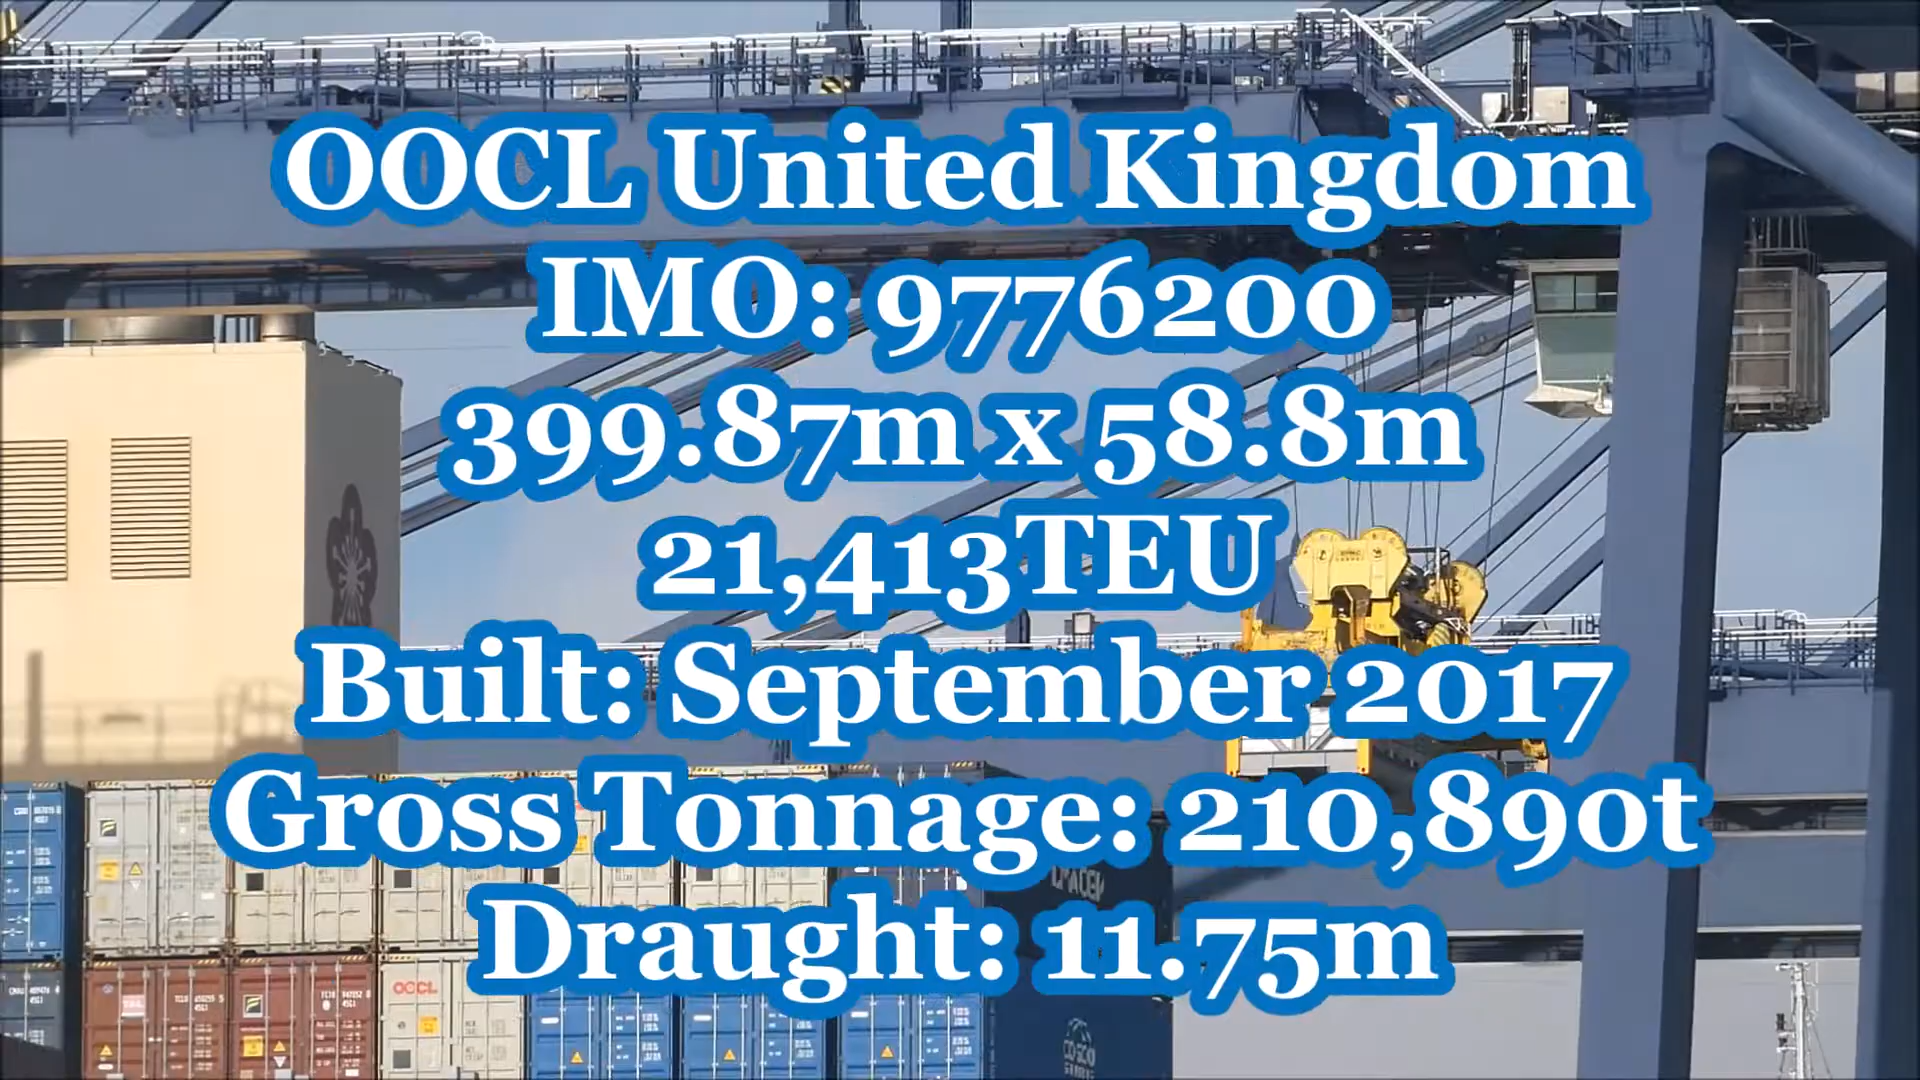 OOCL United Kingdom
IMO: 9776200
399.87m x 58.8m
21,413TEU
Built: September 2017
Gross Tonnage: 210,890t
Draught: 11.75m
OOCL